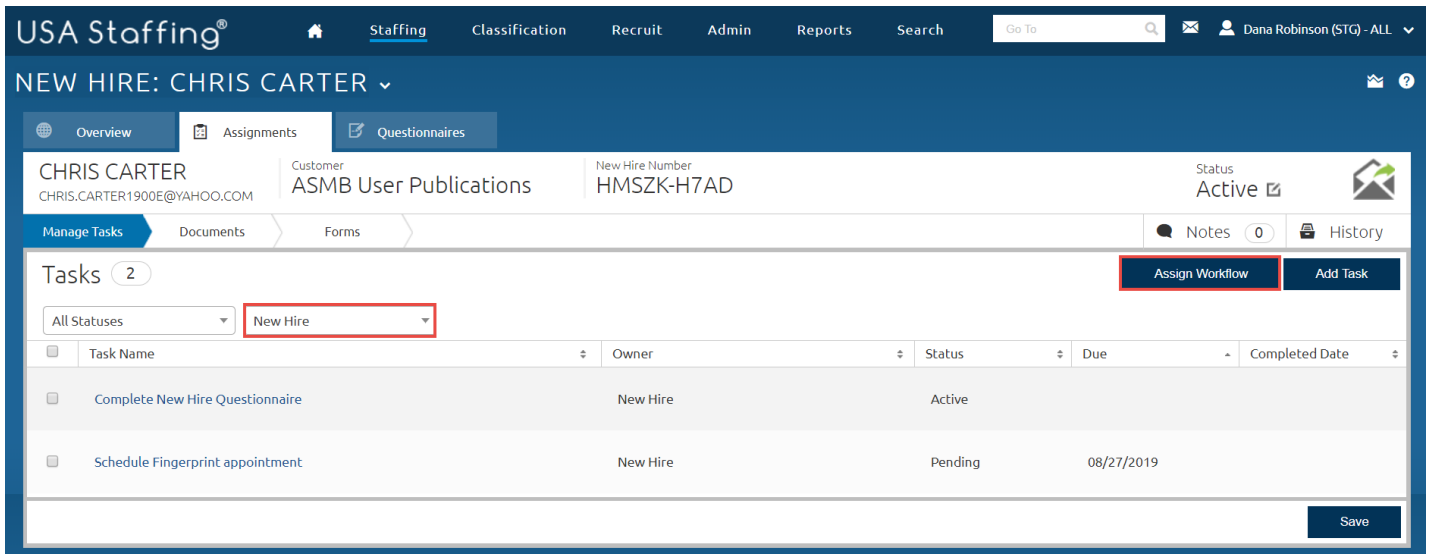 USA Staffing® Staffing Classification Recruit Admin Reports Search Go To Dana Robinson (STG) - ALL
NEW HIRE: CHRIS CARTER
Overview Assignments Questionnaires
CHRIS CARTER
CHRIS.CARTER1900E@YAHOO.COM
Customer
ASMB User Publications
New Hire Number
HMSZK-H7AD
Status
Active
Manage Tasks Documents Forms Notes 0 History
Tasks 2 Assign Workflow Add Task
All Statuses New Hire
Task Name Owner Status Due Completed Date
Complete New Hire Questionnaire New Hire Active
Schedule Fingerprint appointment New Hire Pending 08/27/2019
Save